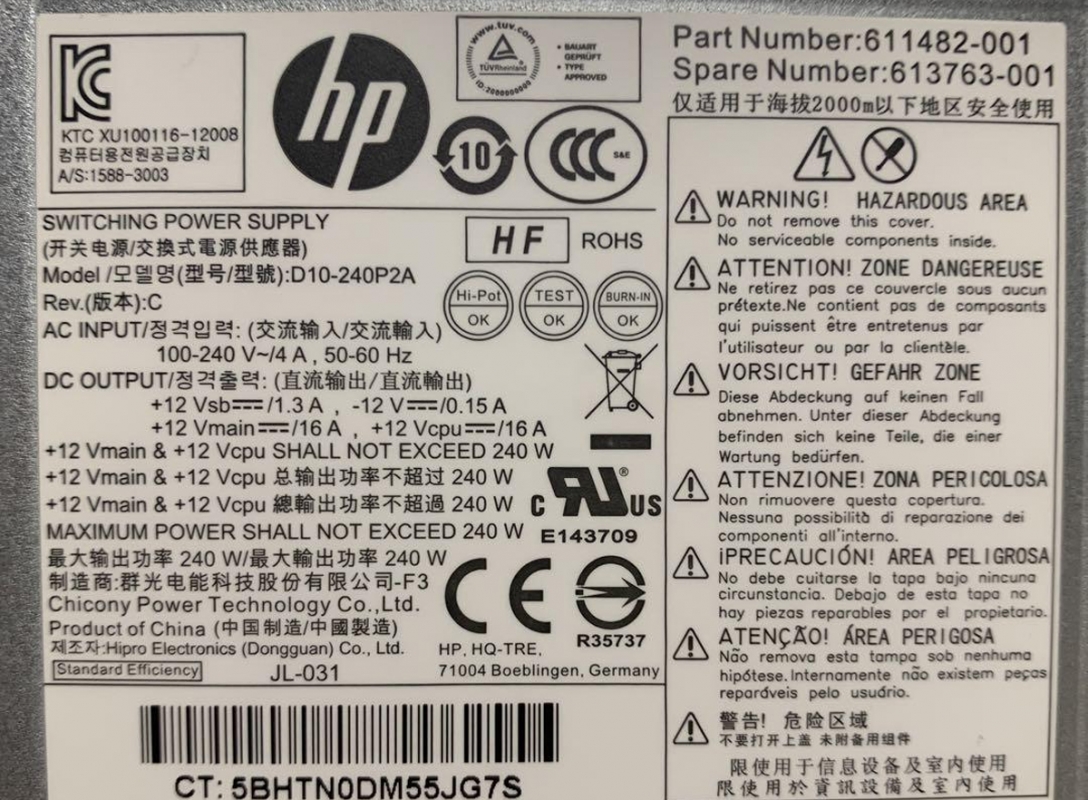 KC
KTC XU100116-12008
컴퓨터용전원공급장치
A/S:1588-3003
hp
www.tuv.com
TÜVRheinland
ID:2000000000
• BAUART
GEPRÜFT
• TYPE
APPROVED
10
CCC S&E
Part Number:611482-001
Spare Number:613763-001
仅适用于海拔2000m以下地区安全使用
SWITCHING POWER SUPPLY
(开关电源/交換式電源供應器)
Model /모델명(型号/型號):D10-240P2A
Rev.(版本):C
HF ROHS
Hi-Pot OK
TEST OK
BURN-IN OK
AC INPUT/정격입력: (交流输入/交流輸入)
100-240 V~/4 A , 50-60 Hz
DC OUTPUT/정격출력: (直流输出/直流輸出)
+12 Vsb⎓/1.3 A , -12 V⎓/0.15 A
+12 Vmain⎓/16 A , +12 Vcpu⎓/16 A
+12 Vmain & +12 Vcpu SHALL NOT EXCEED 240 W
+12 Vmain & +12 Vcpu 总输出功率不超过 240 W
+12 Vmain & +12 Vcpu 總輸出功率不超過 240 W
MAXIMUM POWER SHALL NOT EXCEED 240 W
最大输出功率 240 W/最大輸出功率 240 W
制造商:群光电能科技股份有限公司-F3
Chicony Power Technology Co.,Ltd.
Product of China (中国制造/中國製造)
제조자:Hipro Electronics (Dongguan) Co., Ltd.
Standard Efficiency JL-031
C RU ® US
E143709
CE
R35737
HP, HQ-TRE,
71004 Boeblingen, Germany
CT: 5BHTN0DM55JG7S
WARNING! HAZARDOUS AREA
Do not remove this cover.
No serviceable components inside.
ATTENTION! ZONE DANGEREUSE
Ne retirez pas ce couvercle sous aucun
prétexte.Ne contient pas de composants
qui puissent être entretenus par
l'utilisateur ou par la clientèle.
VORSICHT! GEFAHR ZONE
Diese Abdeckung auf keinen Fall
abnehmen. Unter dieser Abdeckung
befinden sich keine Teile, die einer
Wartung bedürfen.
ATTENZIONE! ZONA PERICOLOSA
Non rimuovere questa copertura.
Nessuna possibilità di reparazione dei
componenti all'interno.
¡PRECAUCIÓN! AREA PELIGROSA
No debe cuitarse la tapa bajo nincuna
circunstancia. Debajo de esta tapa no
hay piezas reparables por el propietario.
ATENÇÃO! ÁREA PERIGOSA
Não remova esta tampa sob nenhuma
hipótese.Internamente não existem peças
reparáveis pelo usuário.
警告! 危险区域
不要打开上盖 未附备用组件
限使用于信息设备及室内使用
限使用於資訊設備及室内使用